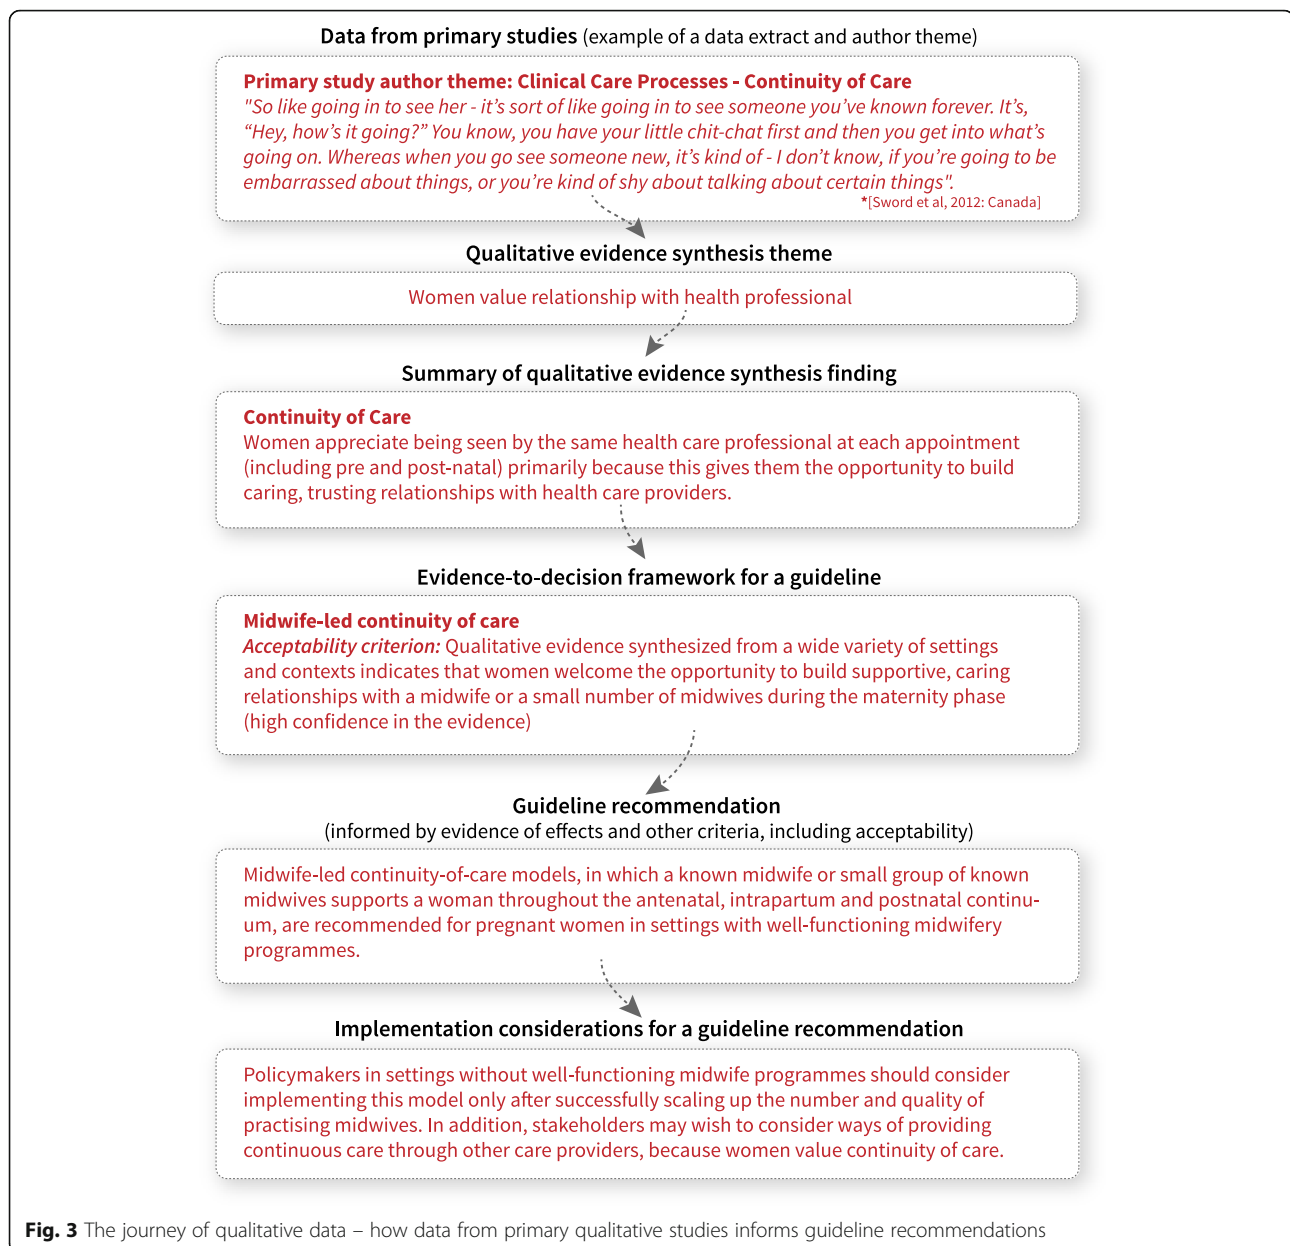 Data from primary studies (example of a data extract and author theme)
Primary study author theme: Clinical Care Processes - Continuity of Care
"So like going in to see her - it's sort of like going in to see someone you've known forever. It's,
“Hey, how's it going?” You know, you have your little chit-chat first and then you get into what's
going on. Whereas when you go see someone new, it's kind of - I don't know, if you're going to be
embarrassed about things, or you're kind of shy about talking about certain things".
*[Sword et al, 2012: Canada]
Qualitative evidence synthesis theme
Women value relationship with health professional
Summary of qualitative evidence synthesis finding
Continuity of Care
Women appreciate being seen by the same health care professional at each appointment
(including pre and post-natal) primarily because this gives them the opportunity to build
caring, trusting relationships with health care providers.
Evidence-to-decision framework for a guideline
Midwife-led continuity of care
Acceptability criterion: Qualitative evidence synthesized from a wide variety of settings
and contexts indicates that women welcome the opportunity to build supportive, caring
relationships with a midwife or a small number of midwives during the maternity phase
(high confidence in the evidence)
Guideline recommendation
(informed by evidence of effects and other criteria, including acceptability)
Midwife-led continuity-of-care models, in which a known midwife or small group of known
midwives supports a woman throughout the antenatal, intrapartum and postnatal continu-
um, are recommended for pregnant women in settings with well-functioning midwifery
programmes.
Implementation considerations for a guideline recommendation
Policymakers in settings without well-functioning midwife programmes should consider
implementing this model only after successfully scaling up the number and quality of
practising midwives. In addition, stakeholders may wish to consider ways of providing
continuous care through other care providers, because women value continuity of care.
Fig. 3 The journey of qualitative data – how data from primary qualitative studies informs guideline recommendations